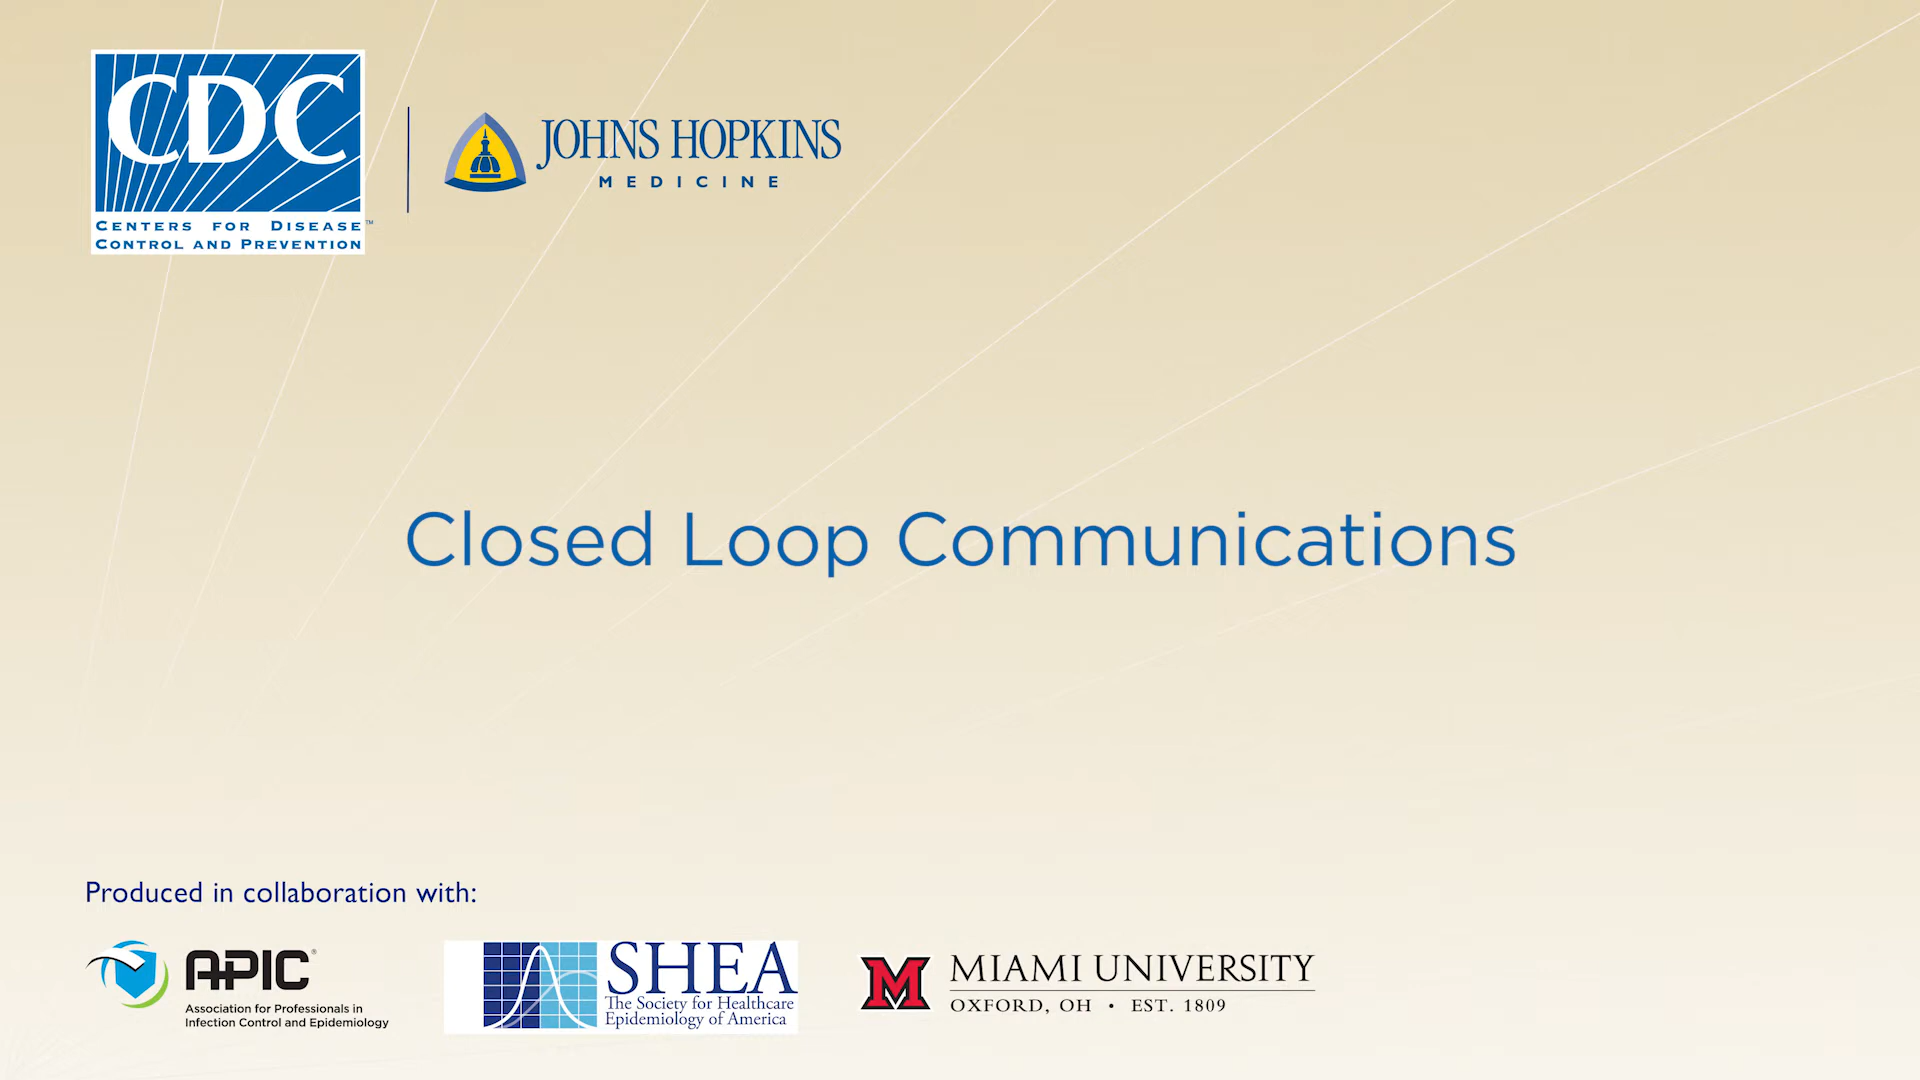 CDC
CENTERS FOR DISEASE™
CONTROL AND PREVENTION
JOHNS HOPKINS
MEDICINE
Closed Loop Communications
Produced in collaboration with:
APIC®
Association for Professionals in
Infection Control and Epidemiology
SHEA
The Society for Healthcare
Epidemiology of America
M
MIAMI UNIVERSITY
OXFORD, OH • EST. 1809